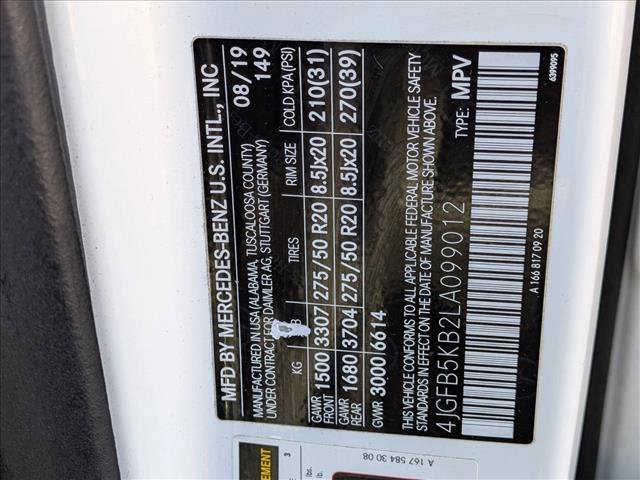 MFD BY MERCEDES-BENZ U.S. INTL., INC
MANUFACTURED IN USA (ALABAMA, TUSCALOOSA COUNTY) 08/19
UNDER CONTRACT FOR DAIMLER AG, STUTTGART (GERMANY) 149
KG B TIRES RIM SIZE COLD KPA (PSI)
GAWR FRONT 1500 3307 275/50 R20 8.5Jx20 210(31)
GAWR REAR 1680 3704 275/50 R20 8.5Jx20 270(39)
GVWR 3000 6614
THIS VEHICLE CONFORMS TO ALL APPLICABLE FEDERAL MOTOR VEHICLE SAFETY
STANDARDS IN EFFECT ON THE DATE OF MANUFACTURE SHOWN ABOVE.
4JGFB5KB2LA099012 TYPE: MPV
A 166 817 09 20 6399095
EMENT
3
lbs.
lb.
A 167 584 30 08